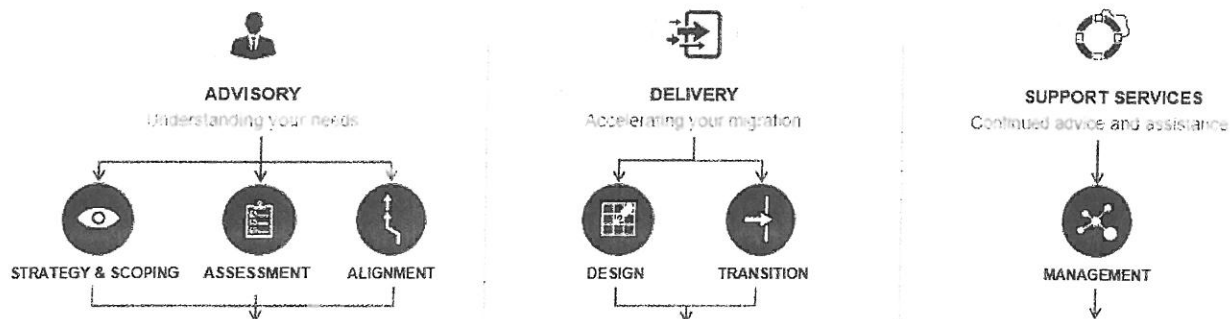 ADVISORY
Understanding your needs
STRATEGY & SCOPING
ASSESSMENT
ALIGNMENT
DELIVERY
Accelerating your migration
DESIGN
TRANSITION
SUPPORT SERVICES
Continued advice and assistance
MANAGEMENT